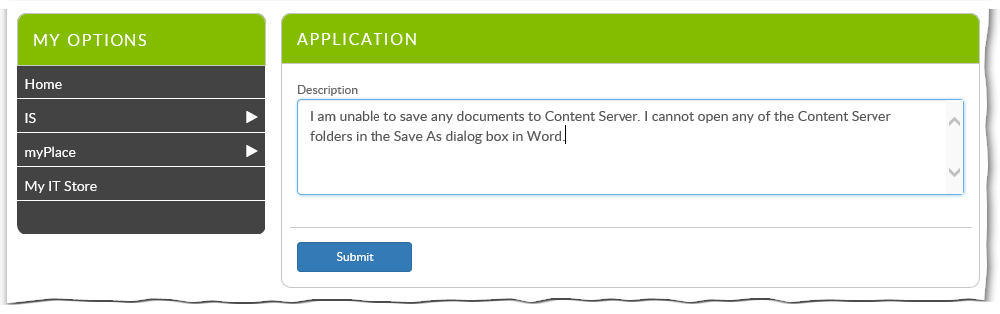 MY OPTIONS
Home
IS
myPlace
My IT Store
APPLICATION
Description
I am unable to save any documents to Content Server. I cannot open any of the Content Server
folders in the Save As dialog box in Word.
Submit